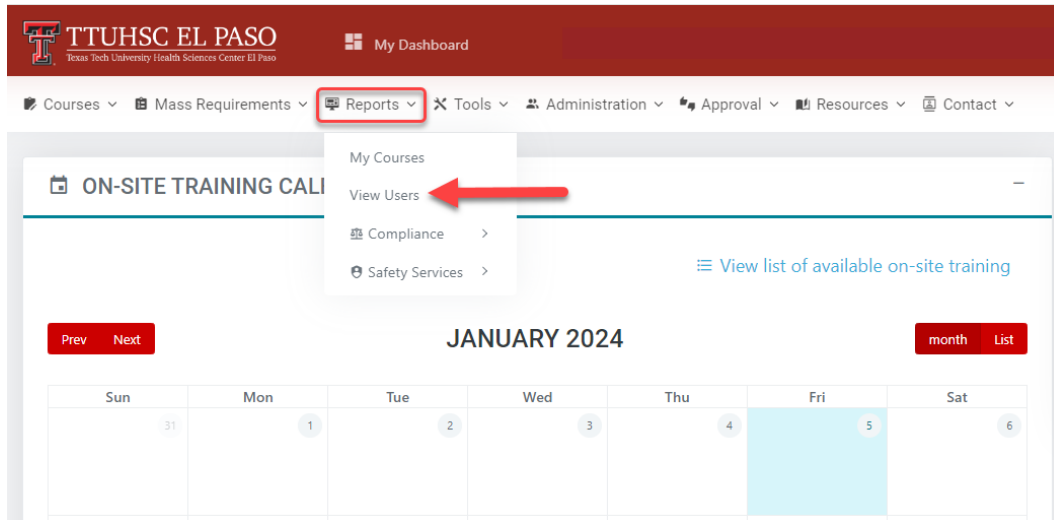 TTUHSC EL PASO
Texas Tech University Health Sciences Center El Paso
My Dashboard
Courses Mass Requirements Reports Tools Administration Approval Resources Contact
My Courses
View Users
Compliance
Safety Services
ON-SITE TRAINING CAL
View list of available on-site training
Prev Next
JANUARY 2024
month List
Sun Mon Tue Wed Thu Fri Sat
31 1 2 3 4 5 6